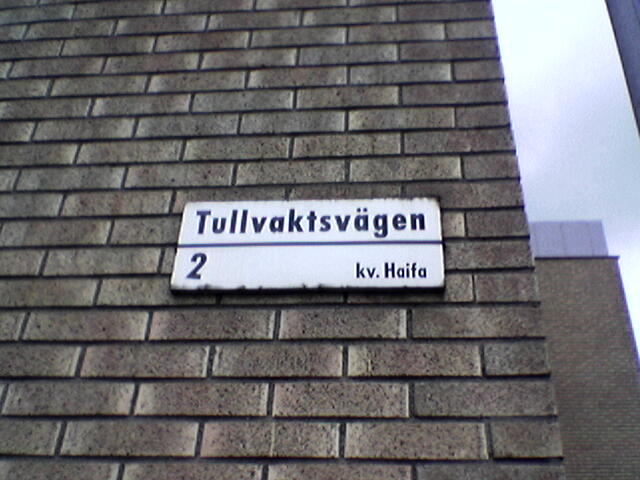 Tullvaktsvägen
2 kv. Haifa